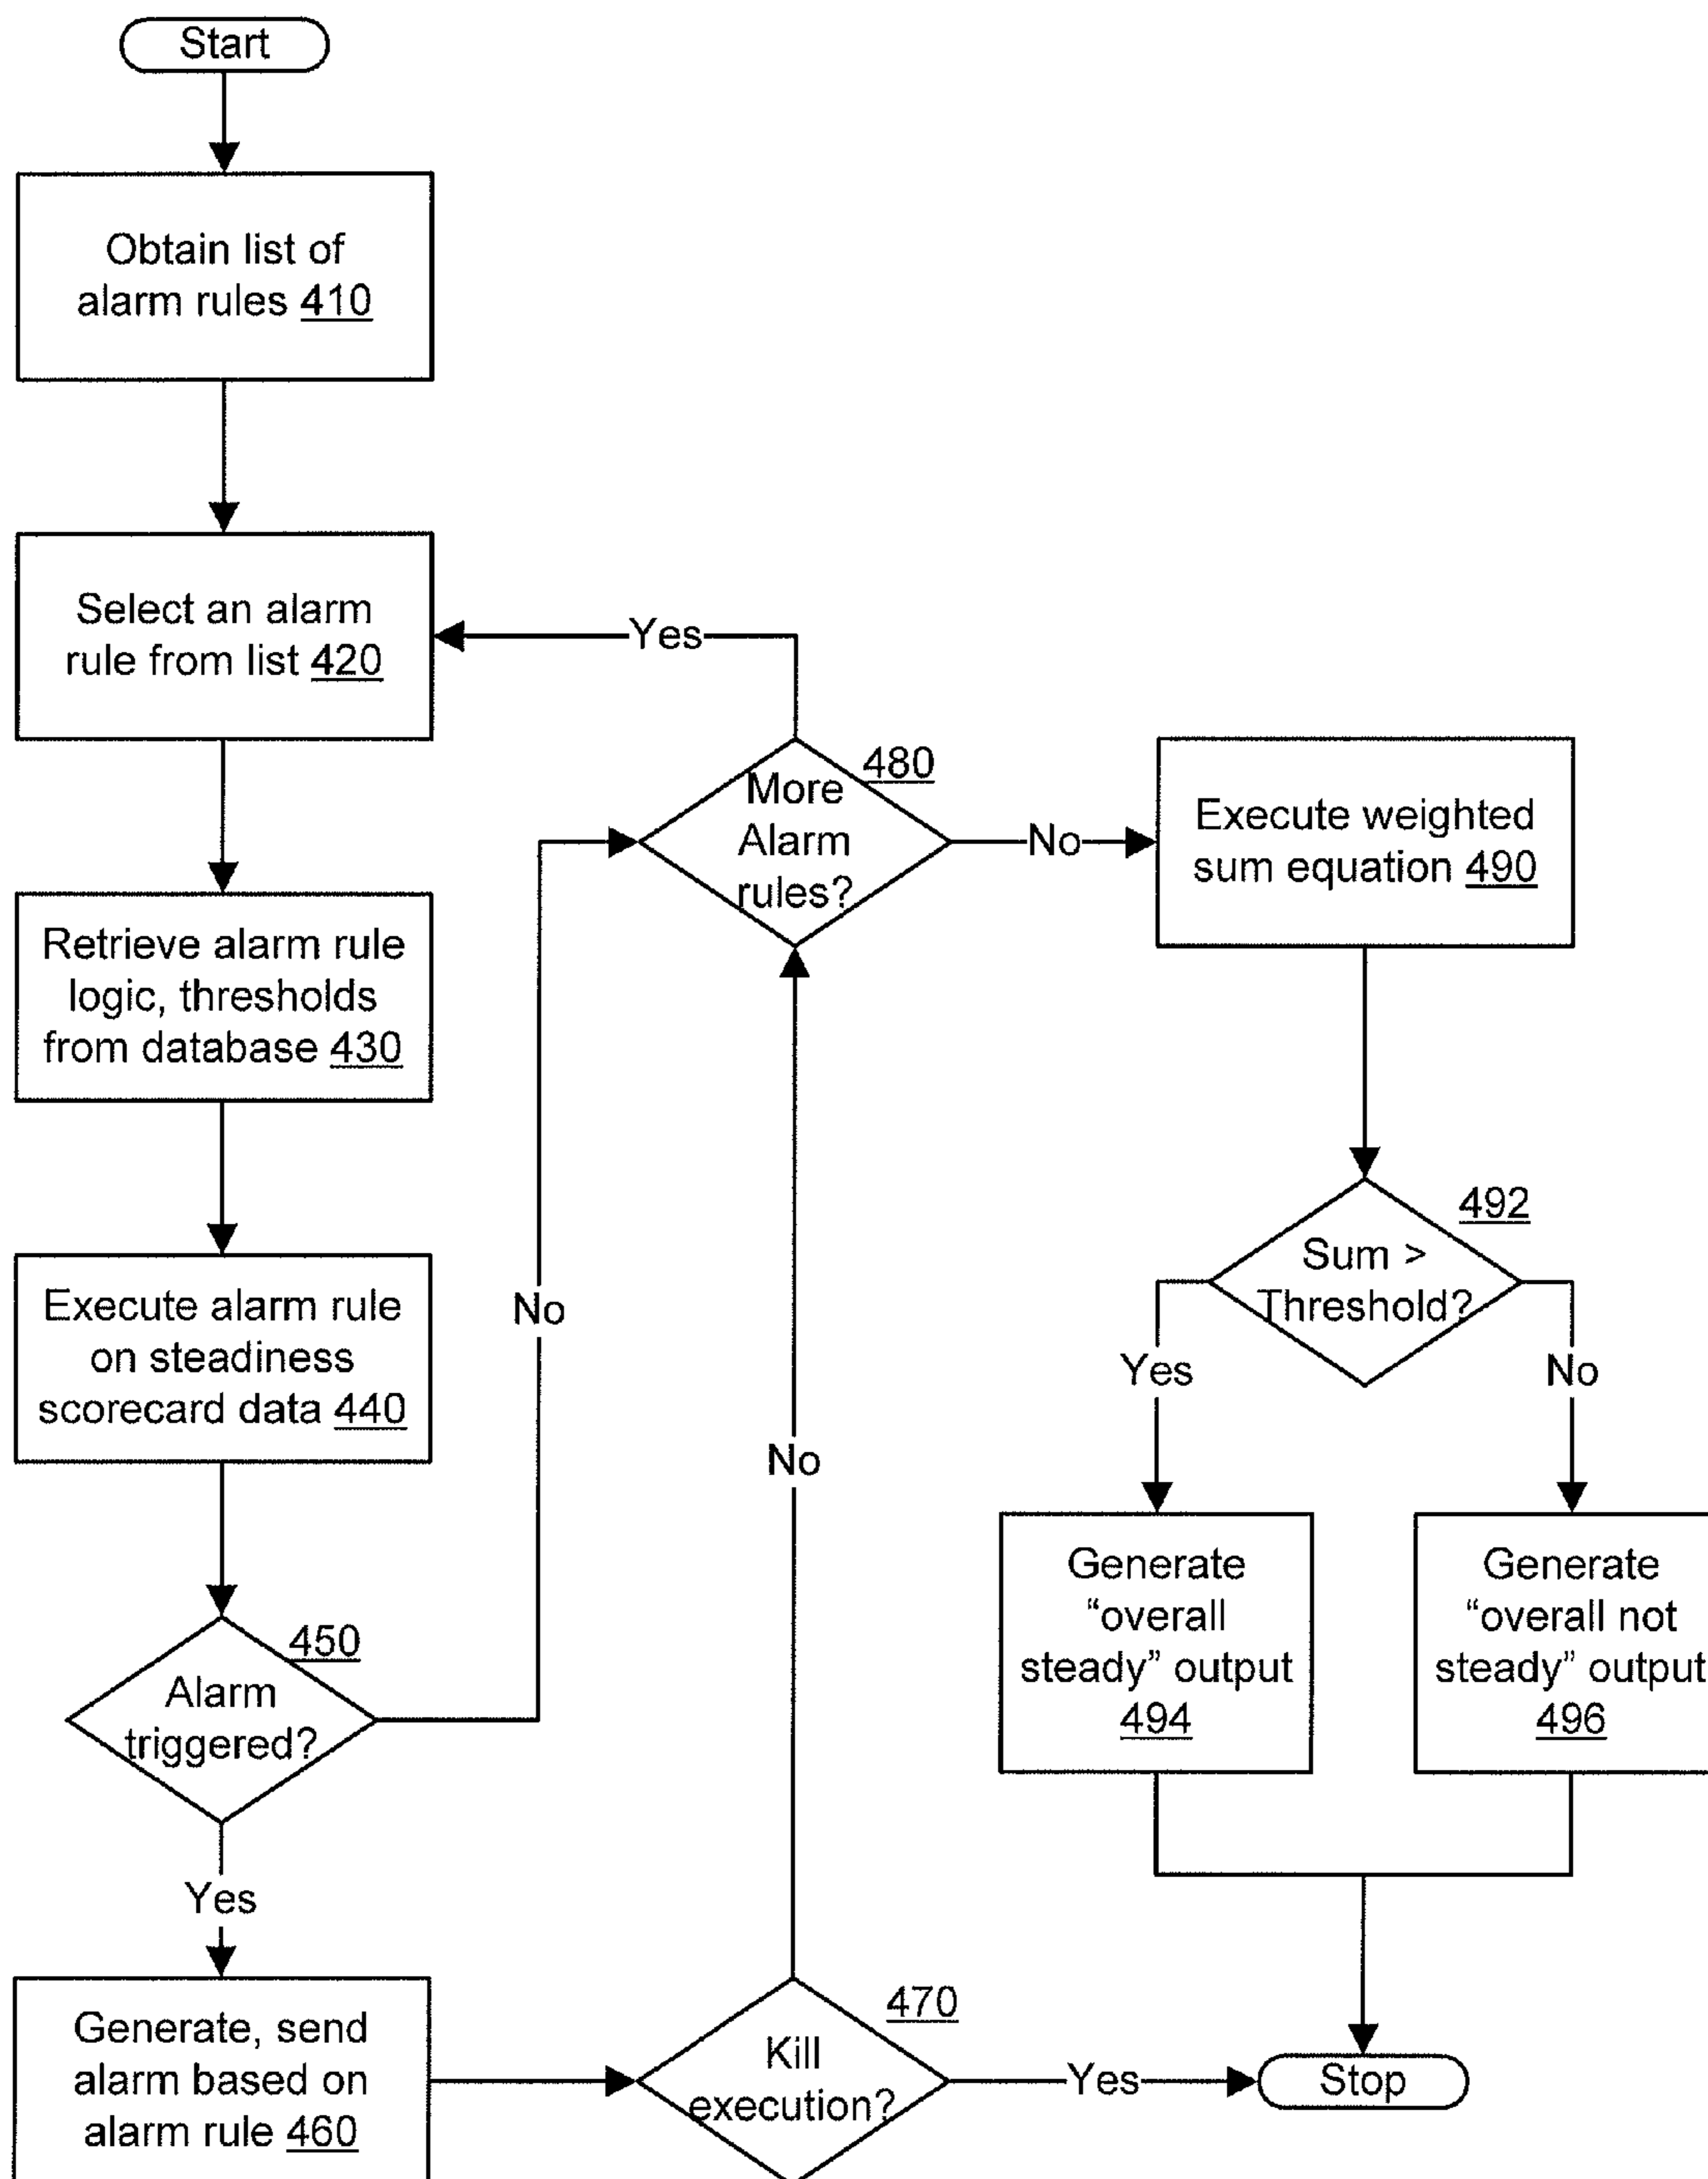 Start
Obtain list of
alarm rules 410
Select an alarm
rule from list 420
Yes
Retrieve alarm rule
logic, thresholds
from database 430
Execute alarm rule
on steadiness
scorecard data 440
450
Alarm
triggered?
No
Yes
Generate, send
alarm based on
alarm rule 460
470
Kill
execution?
No
Yes
Stop
480
More
Alarm
rules?
No
Execute weighted
sum equation 490
492
Sum >
Threshold?
Yes
No
Generate
“overall
steady” output
494
Generate
“overall not
steady” output
496